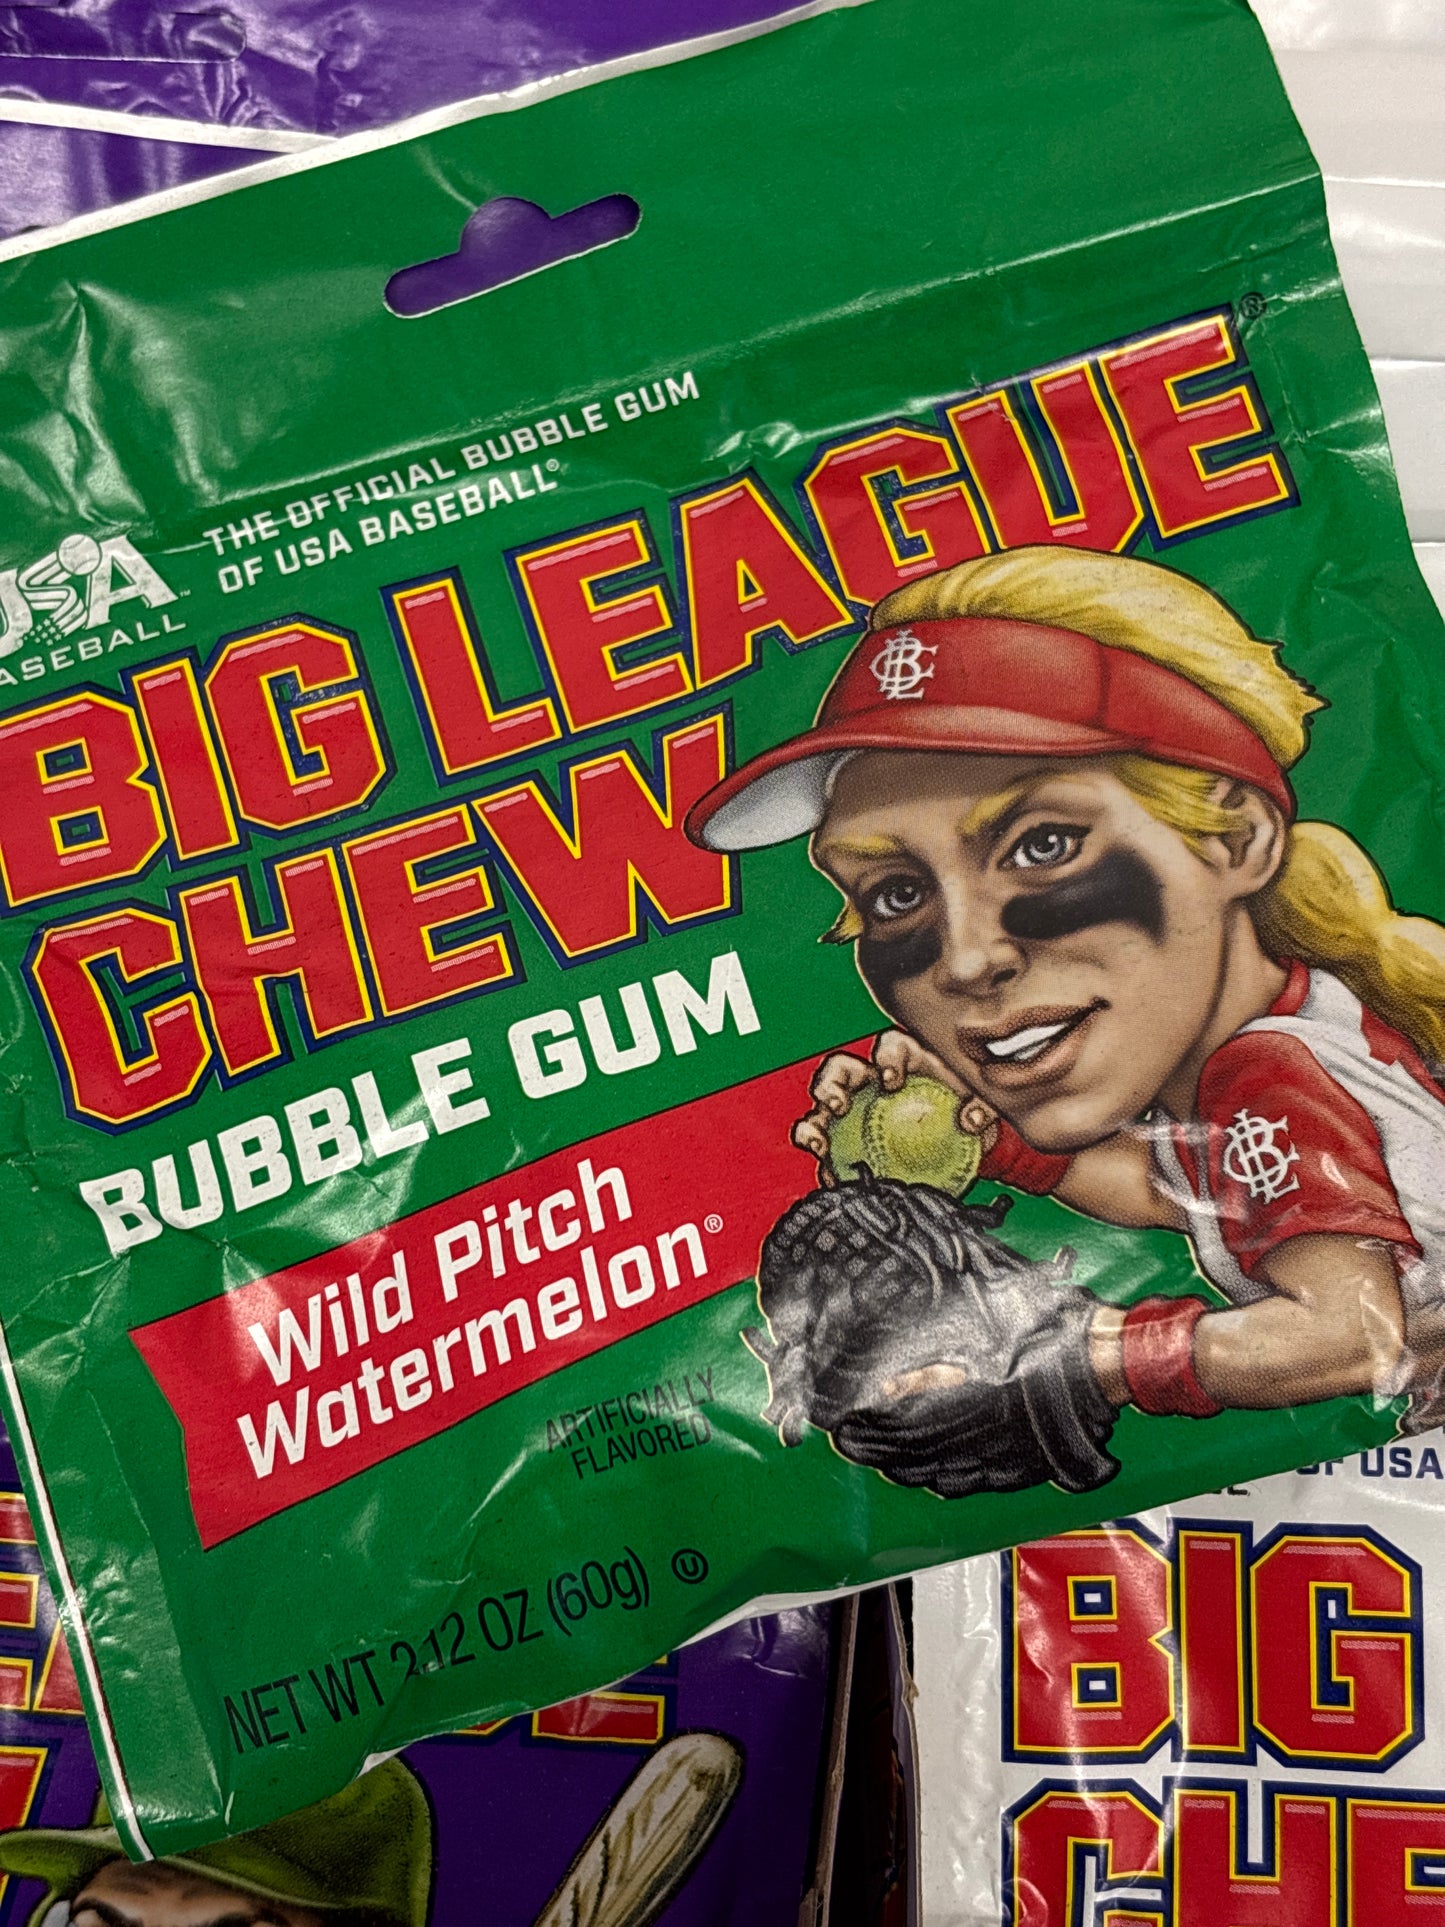 THE OFFICIAL BUBBLE GUM
OF USA BASEBALL®
USA™
BASEBALL
BIG LEAGUE®
CHEW
BUBBLE GUM
Wild Pitch
Watermelon®
ARTIFICIALLY
FLAVORED
NET WT 2.12 OZ (60g) U
OF USA
BIG